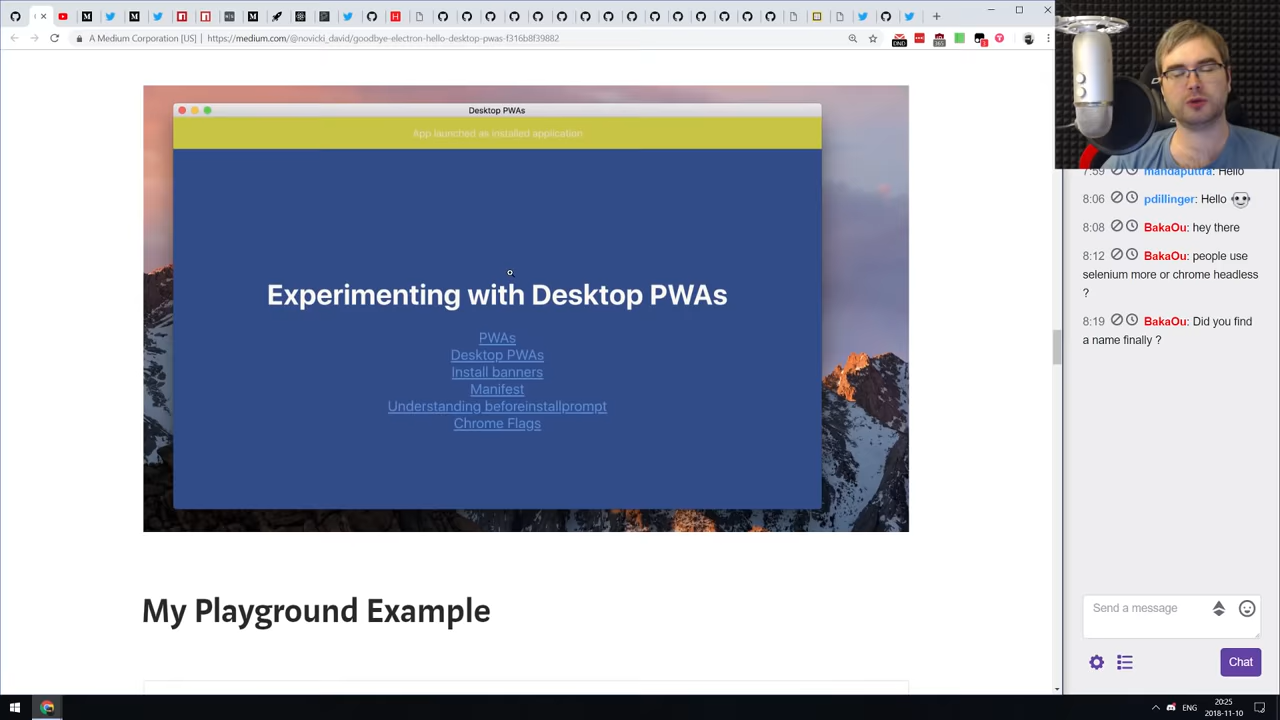 A Medium Corporation [US]
https://medium.com/@novicki_david/goodbye-electron-hello-desktop-pwas-f316b8f39882
DND
365
2
Desktop PWAs
App launched as installed application
Experimenting with Desktop PWAs
PWAs
Desktop PWAs
Install banners
Manifest
Understanding beforeinstallprompt
Chrome Flags
My Playground Example
7:59 mandaputtra: Hello
8:06 pdillinger: Hello
8:08 BakaOu: hey there
8:12 BakaOu: people use
selenium more or chrome headless
?
8:19 BakaOu: Did you find
a name finally ?
Send a message
Chat
ENG
20:25
2018-11-10